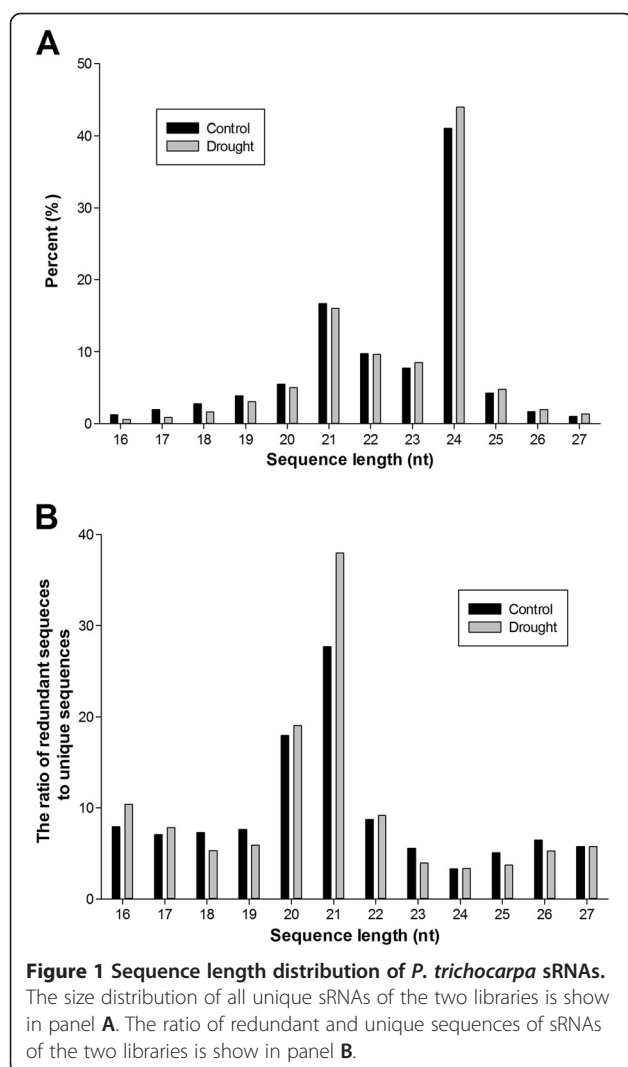 A
50
40
30
20
10
0
Percent (%)
Control
Drought
16 17 18 19 20 21 22 23 24 25 26 27
Sequence length (nt)
B
40
30
20
10
0
The ratio of redundant sequeces
to unique sequences
Control
Drought
16 17 18 19 20 21 22 23 24 25 26 27
Sequence length (nt)
Figure 1 Sequence length distribution of P. trichocarpa sRNAs.
The size distribution of all unique sRNAs of the two libraries is show
in panel A. The ratio of redundant and unique sequences of sRNAs
of the two libraries is show in panel B.